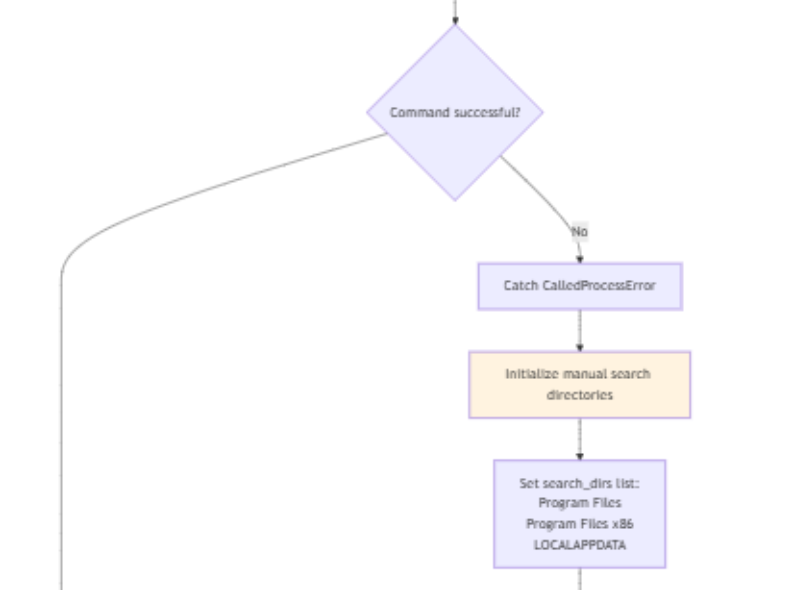 Command successful?
No
Catch CalledProcessError
Initialize manual search
directories
Set search_dirs list:
Program Files
Program Files x86
LOCALAPPDATA